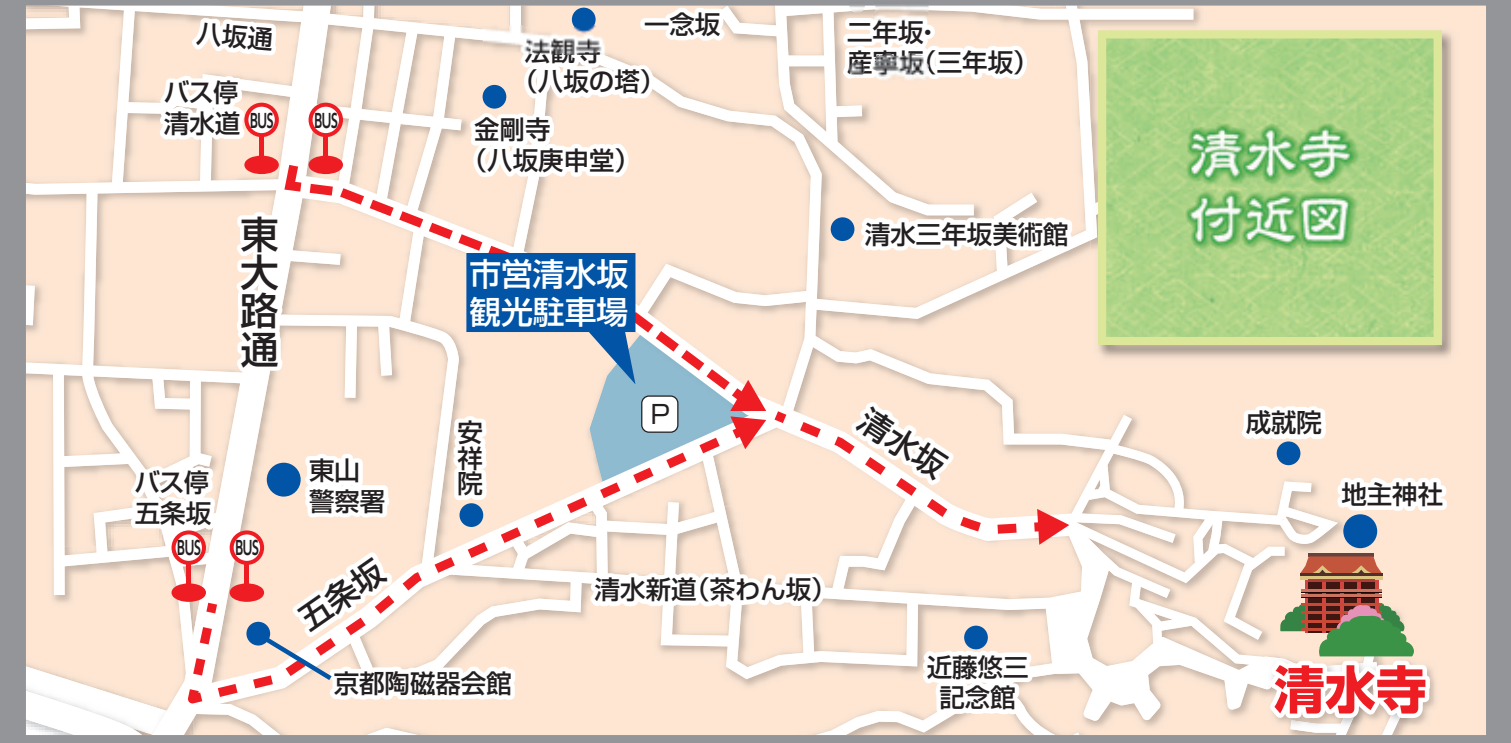 八坂通
法観寺
(八坂の塔)
一念坂
二年坂・
産寧坂(三年坂)
バス停
清水道
BUS
BUS
金剛寺
(八坂庚申堂)
清水寺
付近図
東大路通
清水三年坂美術館
市営清水坂
観光駐車場
P
清水坂
成就院
安祥院
東山
警察署
バス停
五条坂
BUS
BUS
地主神社
五条坂
清水新道(茶わん坂)
京都陶磁器会館
近藤悠三
記念館
清水寺